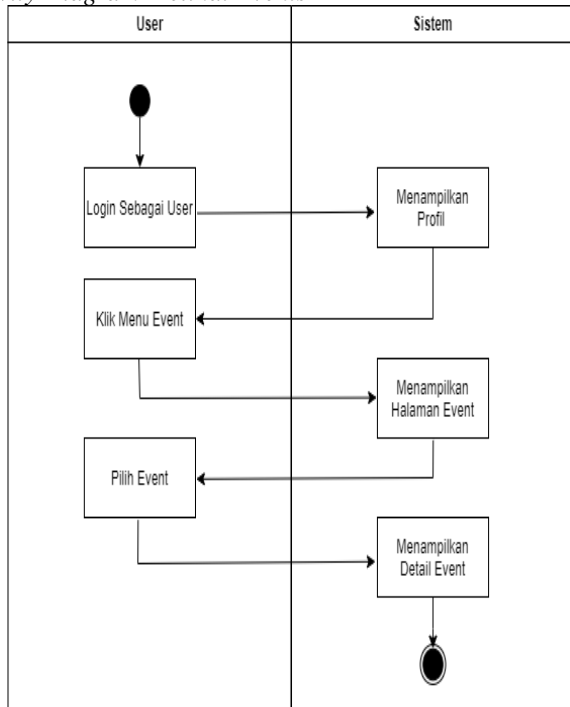 User
Sistem
Login Sebagai User
Menampilkan
Profil
Klik Menu Event
Menampilkan
Halaman Event
Pilih Event
Menampilkan
Detail Event